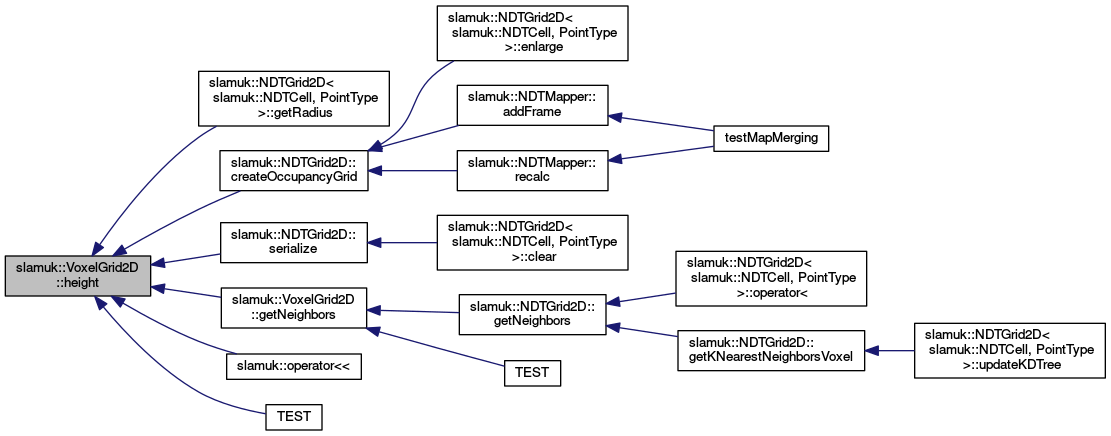 slamuk::VoxelGrid2D
::height
slamuk::NDTGrid2D<
slamuk::NDTCell, PointType
>::getRadius
slamuk::NDTGrid2D::
createOccupancyGrid
slamuk::NDTGrid2D<
slamuk::NDTCell, PointType
>::enlarge
slamuk::NDTMapper::
addFrame
slamuk::NDTMapper::
recalc
testMapMerging
slamuk::NDTGrid2D::
serialize
slamuk::NDTGrid2D<
slamuk::NDTCell, PointType
>::clear
slamuk::VoxelGrid2D
::getNeighbors
slamuk::NDTGrid2D::
getNeighbors
slamuk::NDTGrid2D<
slamuk::NDTCell, PointType
>::operator<
slamuk::NDTGrid2D::
getKNearestNeighborsVoxel
slamuk::NDTGrid2D<
slamuk::NDTCell, PointType
>::updateKDTree
TEST
slamuk::operator<<
TEST